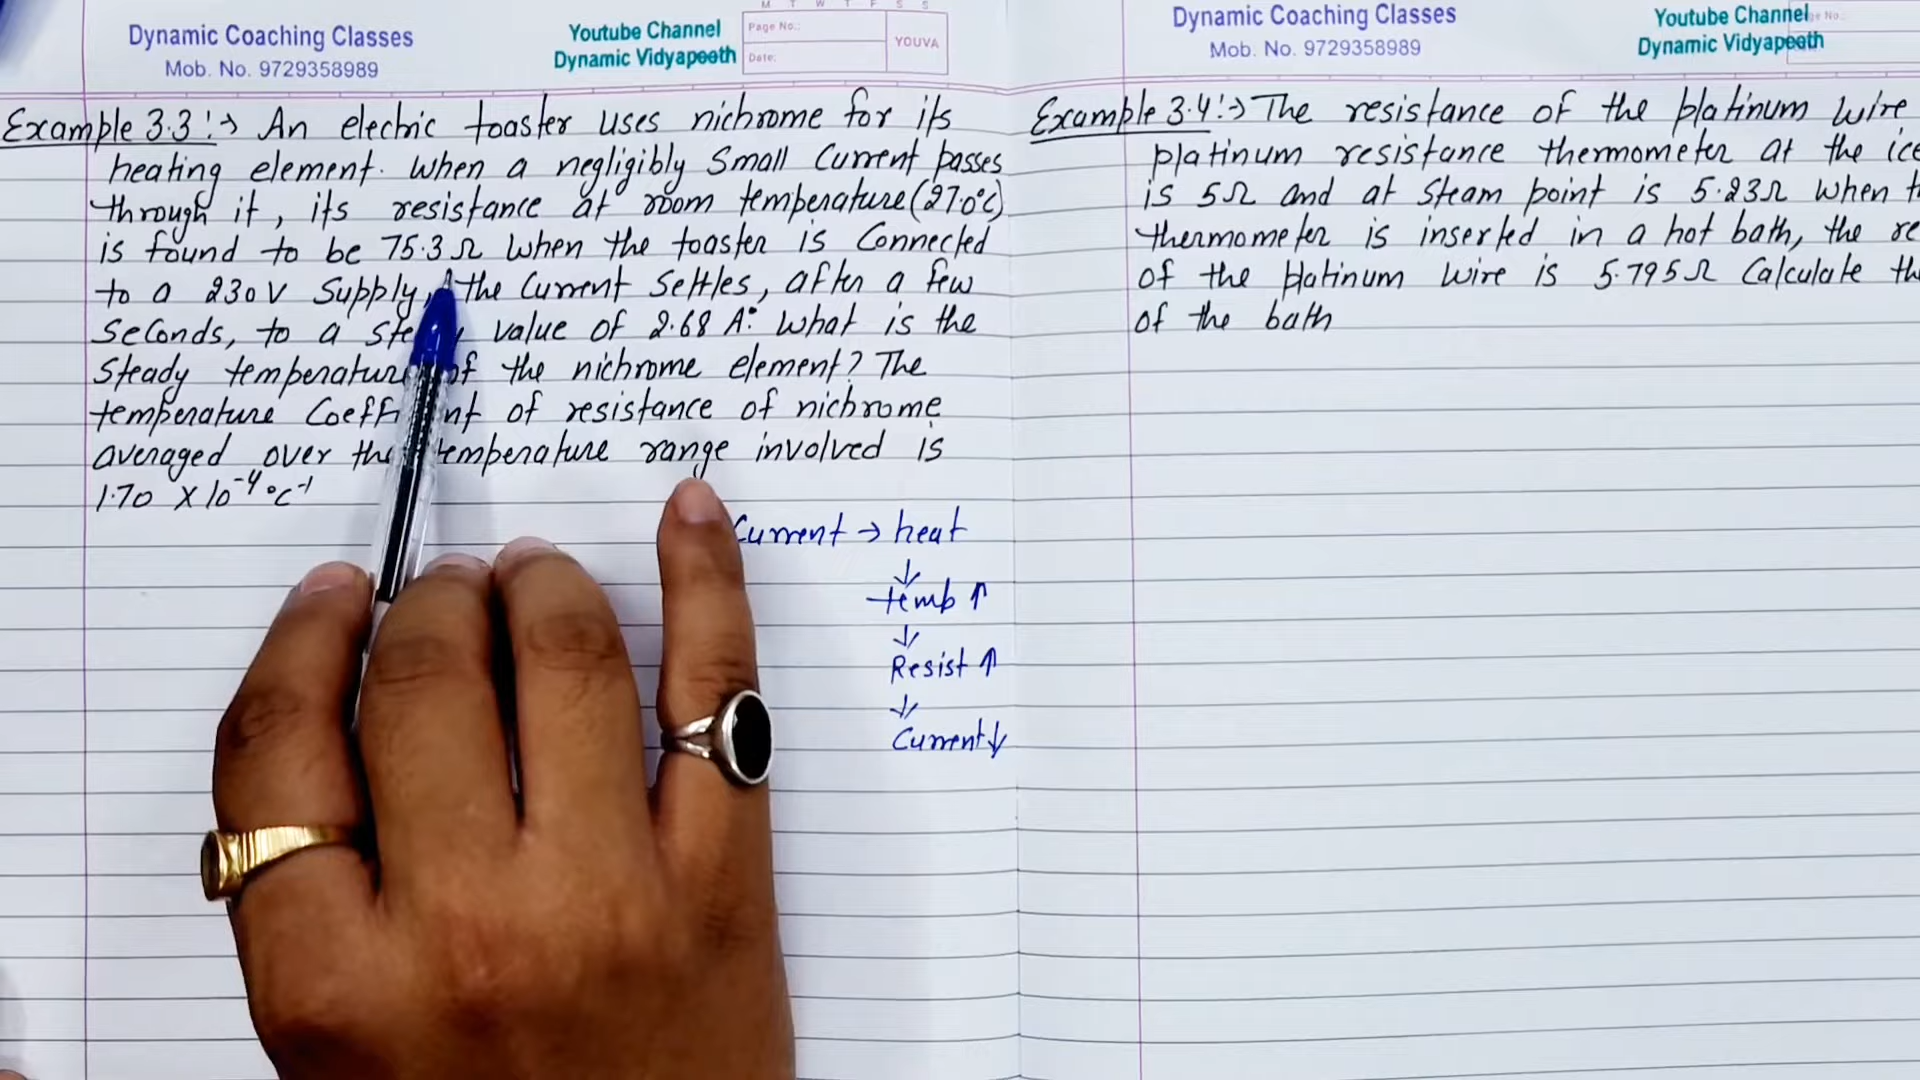 Dynamic Coaching Classes
Mob. No. 9729358989
Youtube Channel
Dynamic Vidyapeeth
M T W T F S S
Page No.:
Date:
YOUVA
Example 3.3:→ An electric toaster uses nichrome for its
heating element. When a negligibly Small Current passes
through it, its resistance at room temperature (27.0°C)
is found to be 75.3 Ω When the toaster is Connected
to a 230 V Supply, the Current Settles, after a few
Seconds, to a value of 2.68 A. What is the
Steady temperature of the nichrome element? The
temperature of resistance of nichrome
averaged over the temperature range involved is
1.70 × 10⁻⁴ °C⁻¹
Current → heat
↓
temp ↑
↓
Resist ↑
↓
Current ↓
Dynamic Coaching Classes
Mob. No. 9729358989
Youtube Channel
Dynamic Vidyapeeth
Example 3.4:→ The resistance of the platinum wire
platinum resistance thermometer at the ice
is 5Ω and at Steam point is 5.23Ω When
thermometer is inserted in a hot bath, the
of the platinum wire is 5.795Ω Calculate
of the bath